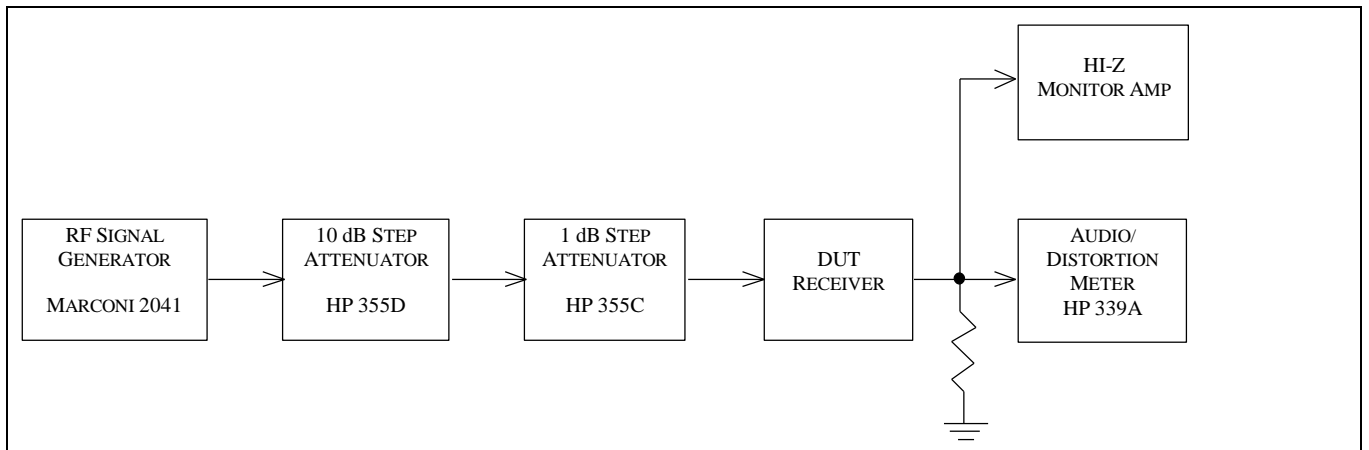 HI-Z
MONITOR AMP
RF SIGNAL
GENERATOR
MARCONI 2041
10 dB STEP
ATTENUATOR
HP 355D
1 dB STEP
ATTENUATOR
HP 355C
DUT
RECEIVER
AUDIO/
DISTORTION
METER
HP 339A